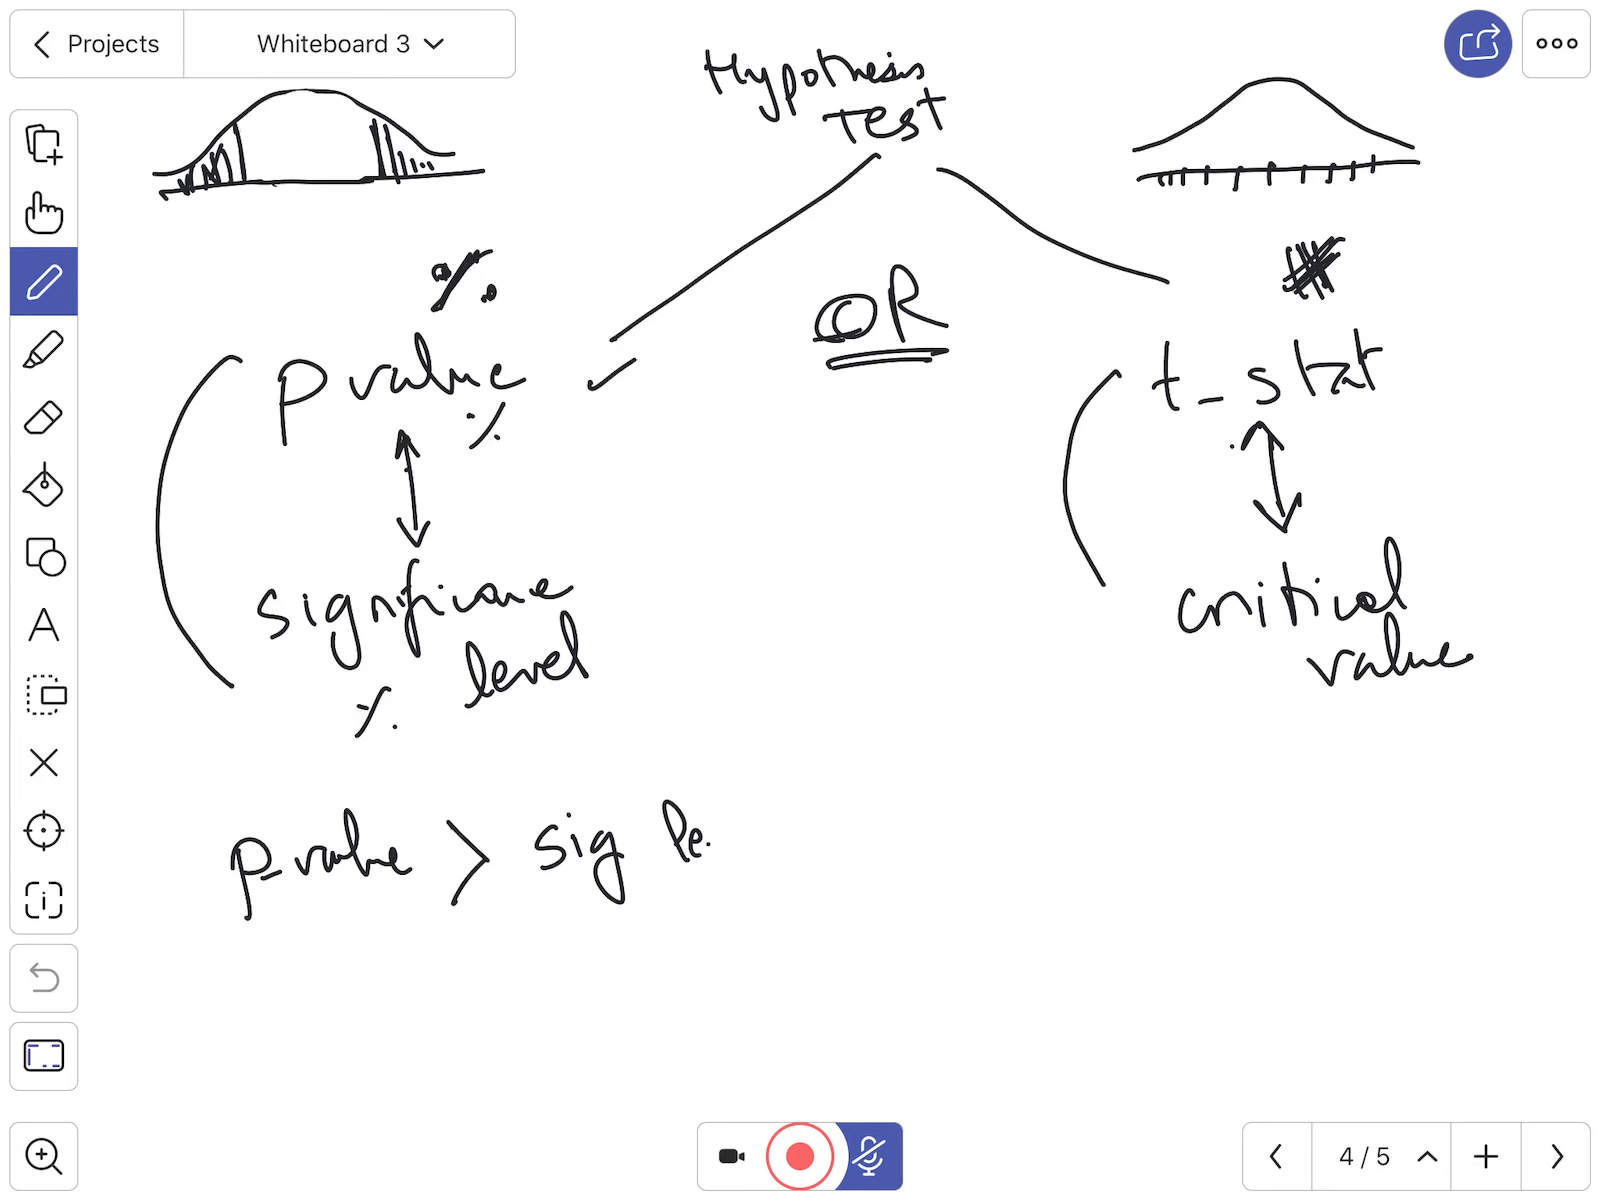 Projects
Whiteboard 3
Hypothesis
Test
%
OR
#
p value
%
t_stat
significance
level
%
critical
value
p-value > sig le.
4 / 5